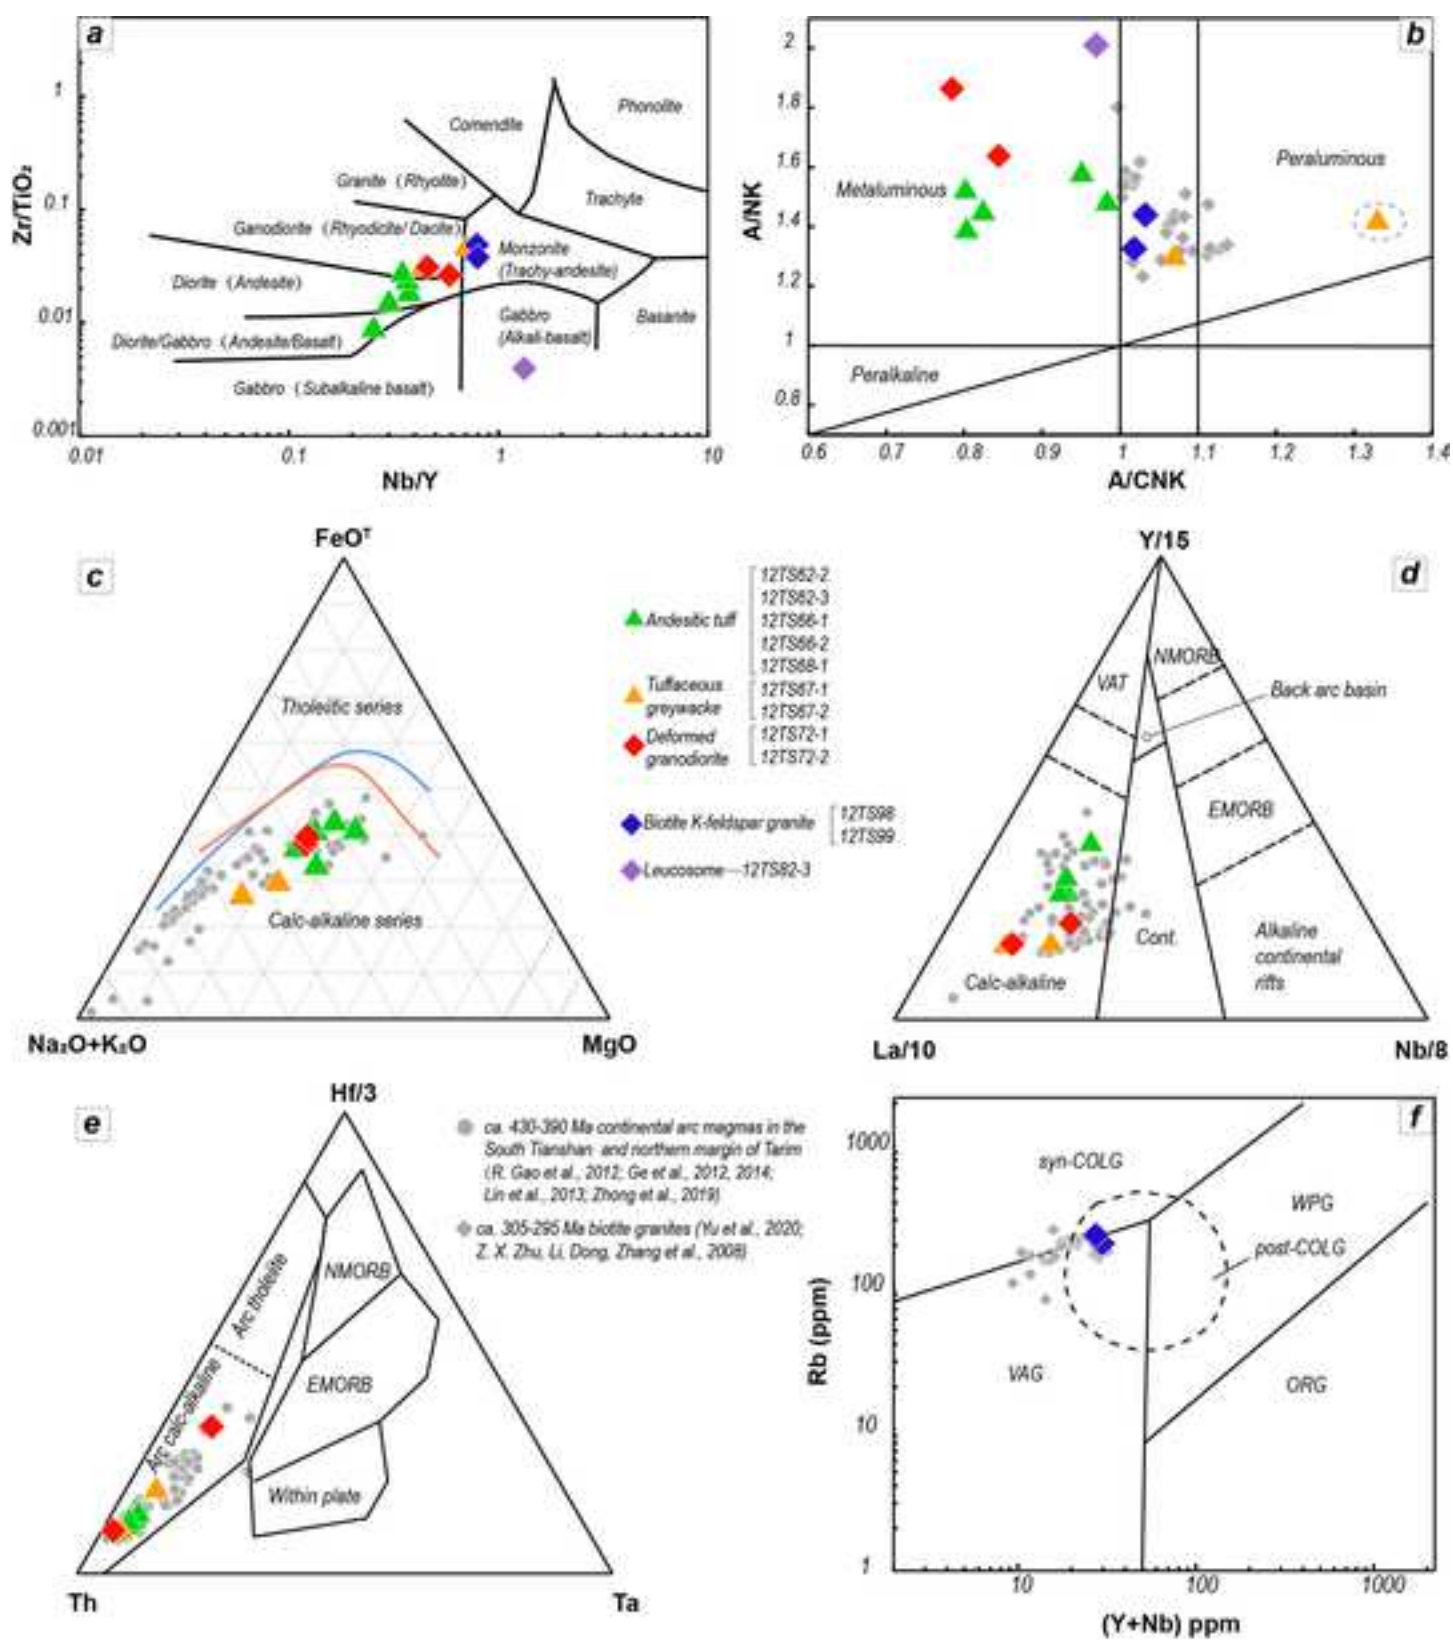 a
Zr/TiO₂
1
0.1
0.01
0.001
0.01
0.1
1
10
Nb/Y
Phonolite
Comendite
Granite (Rhyolite)
Trachyte
Ganodiorite (Rhyodicite/ Dacite)
Monzonite
(Trachy-andesite)
Diorite (Andesite)
Gabbro
(Alkali-basalt)
Basanite
Diorite/Gabbro (Andesite/Basalt)
Gabbro (Subalkaline basalt)
b
A/NK
2
1.8
1.6
1.4
1.2
1
0.8
0.6
0.7
0.8
0.9
1
1.1
1.2
1.3
1.4
A/CNK
Peraluminous
Metaluminous
Peralkaline
c
FeOᵀ
Tholeiitic series
Calc-alkaline series
Na₂O+K₂O
MgO
12TS62-2
12TS62-3
Andesitic tuff
12TS66-1
12TS66-2
12TS68-1
Tuffaceous
greywacke
12TS67-1
12TS67-2
Deformed
granodiorite
12TS72-1
12TS72-2
Biotite K-feldspar granite
12TS98
12TS99
Leucosome—12TS82-3
d
Y/15
NMORB
VAT
Back arc basin
EMORB
Cont.
Alkaline
continental
rifts
Calc-alkaline
La/10
Nb/8
e
Hf/3
Arc tholeiite
NMORB
Arc calc-alkaline
EMORB
Within plate
Th
Ta
ca. 430-390 Ma continental arc magmas in the
South Tianshan and northern margin of Tarim
(R. Gao et al., 2012; Ge et al., 2012, 2014;
Lin et al., 2013; Zhong et al., 2019)
ca. 305-295 Ma biotite granites (Yu et al., 2020;
Z. X. Zhu, Li, Dong, Zhang et al., 2008)
f
Rb (ppm)
1000
100
10
1
10
100
1000
(Y+Nb) ppm
syn-COLG
WPG
post-COLG
VAG
ORG